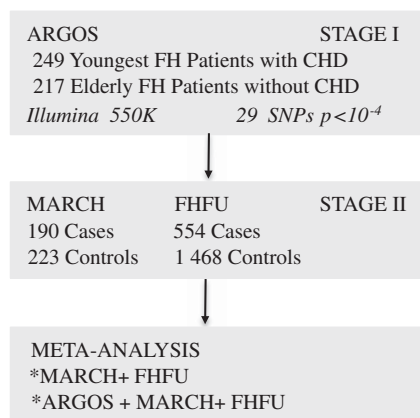 ARGOS STAGE I
249 Youngest FH Patients with CHD
217 Elderly FH Patients without CHD
Illumina 550K 29 SNPs p<10-4
MARCH FHFU STAGE II
190 Cases 554 Cases
223 Controls 1 468 Controls
META-ANALYSIS
*MARCH+ FHFU
*ARGOS + MARCH+ FHFU